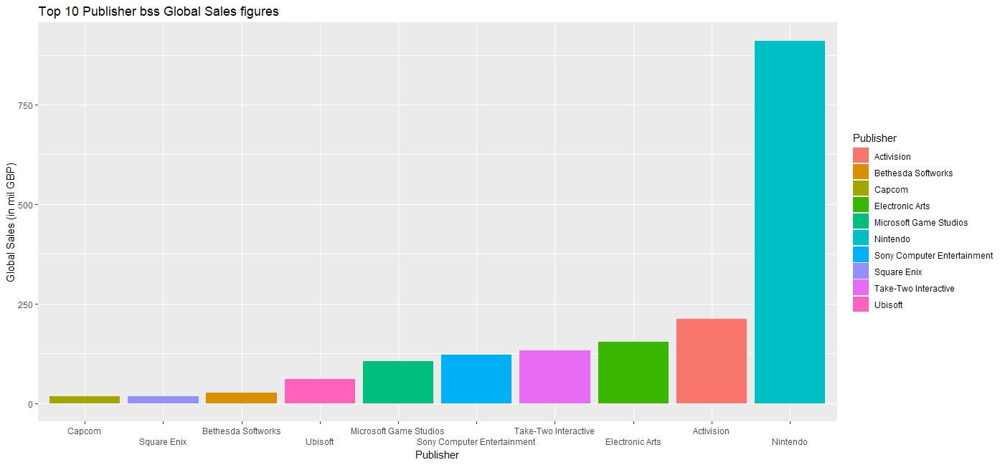 Top 10 Publisher bss Global Sales figures
Global Sales (in mil GBP)
750
500
250
0
Capcom
Square Enix
Bethesda Softworks
Ubisoft
Microsoft Game Studios
Sony Computer Entertainment
Take-Two Interactive
Electronic Arts
Activision
Nintendo
Publisher
Publisher
Activision
Bethesda Softworks
Capcom
Electronic Arts
Microsoft Game Studios
Nintendo
Sony Computer Entertainment
Square Enix
Take-Two Interactive
Ubisoft